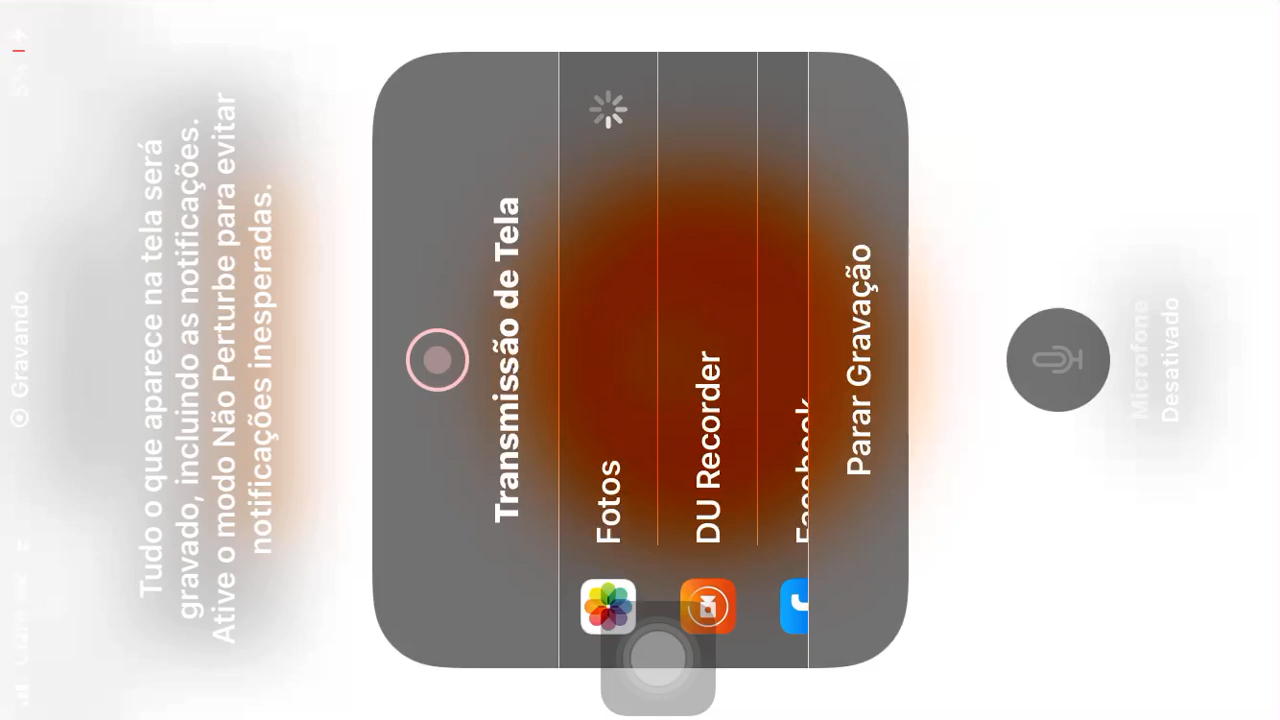 Gravando
Tudo o que aparece na tela será
gravado, incluindo as notificações.
Ative o modo Não Perturbe para evitar
notificações inesperadas.
Transmissão de Tela
Fotos
DU Recorder
Facebook
Parar Gravação
Microfone
Desativado